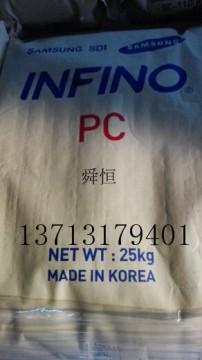 SAMSUNG SDI SAMSUNG
INFINO
PC
舜恒
13713179401
NET WT : 25kg
MADE IN KOREA